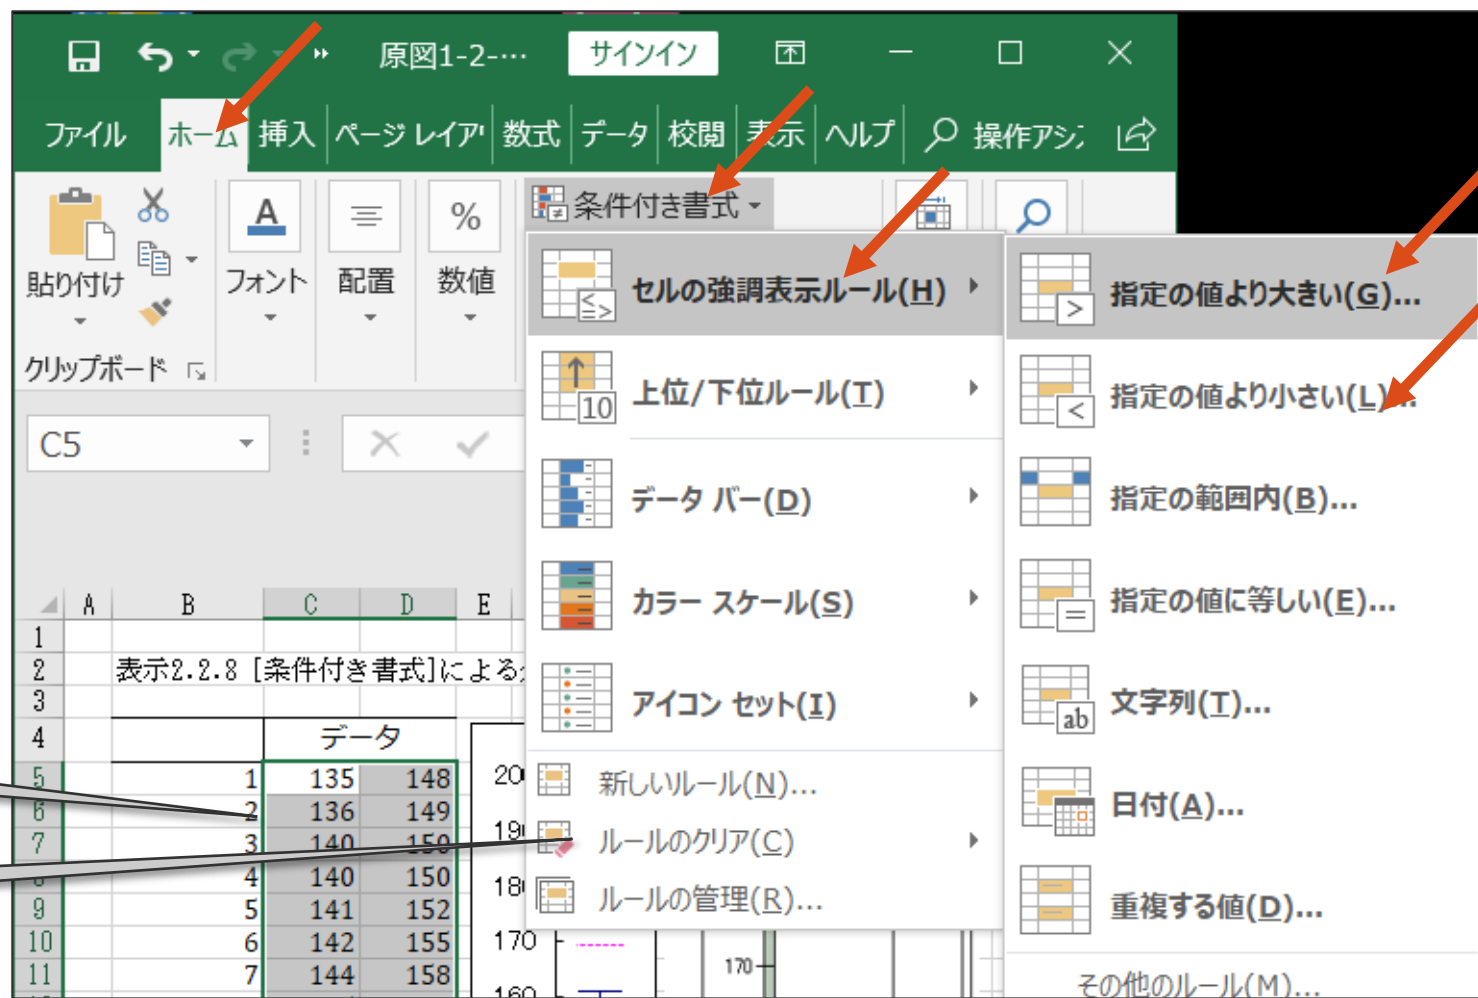 原図1-2-… サインイン
ファイル ホーム 挿入 ページ レイア 数式 データ 校閲 表示 ヘルプ 操作アシ
貼り付け フォント 配置 % 数値 条件付き書式
クリップボード
セルの強調表示ルール(H)
上位/下位ルール(T)
データ バー(D)
カラー スケール(S)
アイコン セット(I)
新しいルール(N)...
ルールのクリア(C)
ルールの管理(R)...
指定の値より大きい(G)...
指定の値より小さい(L)...
指定の範囲内(B)...
指定の値に等しい(E)...
文字列(T)...
日付(A)...
重複する値(D)...
その他のルール(M)...
C5
A B C D E
1
2 表示2.2.8 [条件付き書式]による
3
4 データ
5 1 135 148
6 2 136 149
7 3 140 150
8 4 140 150
9 5 141 152
10 6 142 155
11 7 144 158
170
170
160